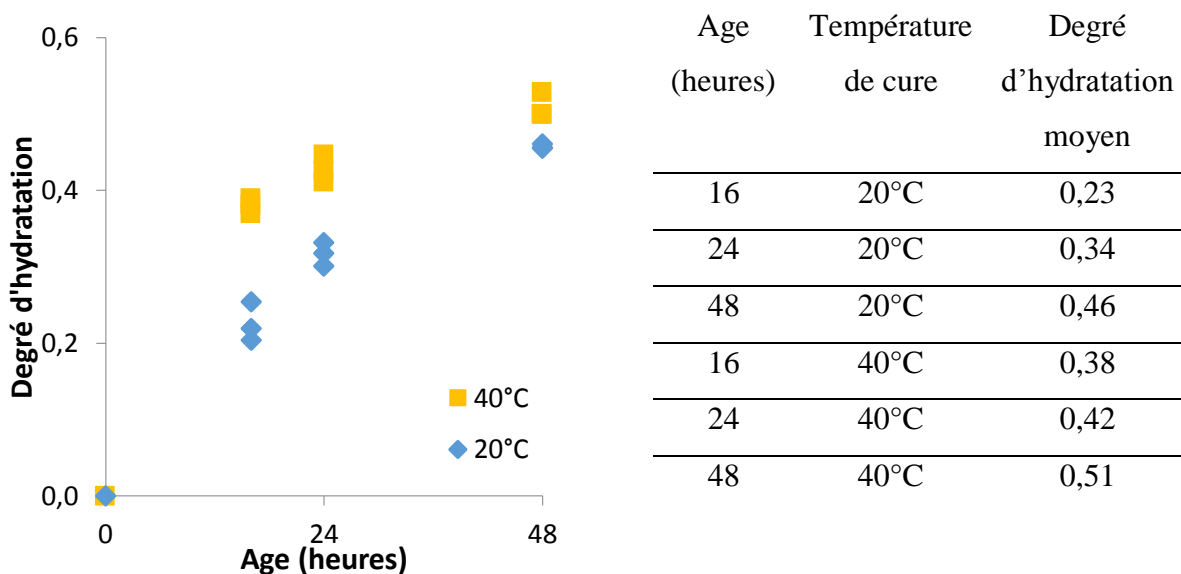 0,6
0,4
0,2
0,0
Degré d'hydratation
40°C
20°C
0
24
48
Age (heures)
Age Température Degré
(heures) de cure d’hydratation
moyen
16 20°C 0,23
24 20°C 0,34
48 20°C 0,46
16 40°C 0,38
24 40°C 0,42
48 40°C 0,51